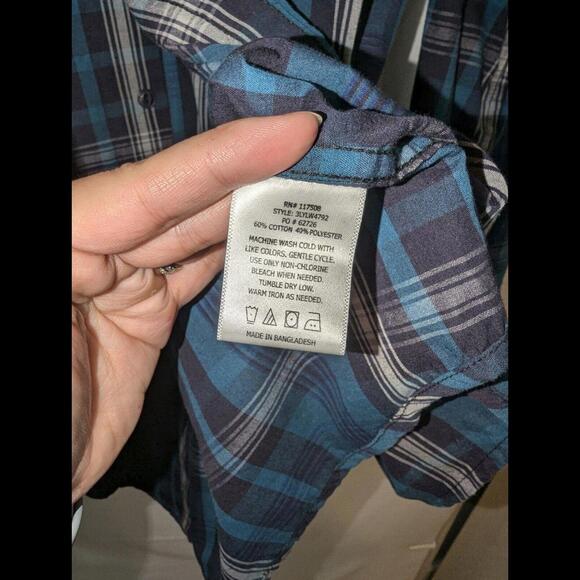 RN# 117508
STYLE: 3LYLW4792
PO # 62726
60% COTTON 40% POLYESTER
MACHINE WASH COLD WITH
LIKE COLORS, GENTLE CYCLE.
USE ONLY NON-CHLORINE
BLEACH WHEN NEEDED.
TUMBLE DRY LOW.
WARM IRON AS NEEDED.
MADE IN BANGLADESH